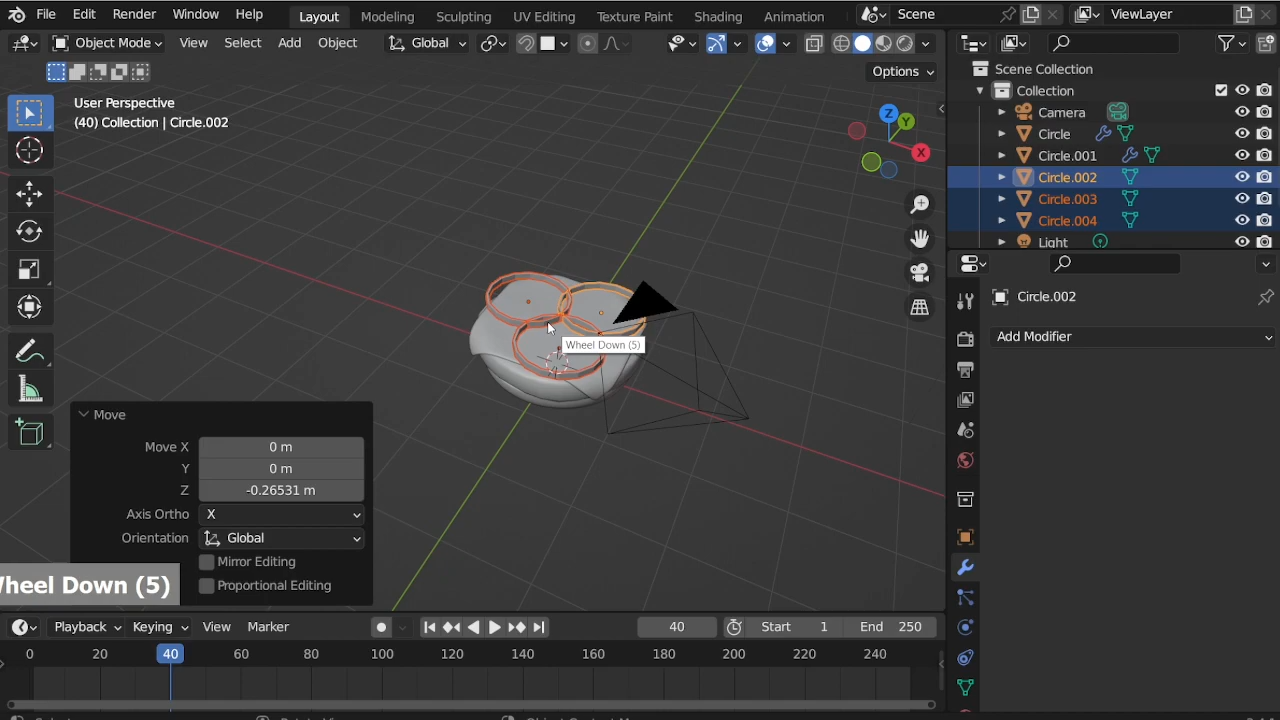 File Edit Render Window Help Layout Modeling Sculpting UV Editing Texture Paint Shading Animation Scene ViewLayer
Object Mode View Select Add Object Global
Options
User Perspective
(40) Collection | Circle.002
Z
Y
X
Scene Collection
Collection
Camera
Circle
Circle.001
Circle.002
Circle.003
Circle.004
Light
Circle.002
Add Modifier
Wheel Down (5)
Move
Move X 0 m
Y 0 m
Z -0.26531 m
Axis Ortho X
Orientation Global
Mirror Editing
Proportional Editing
Wheel Down (5)
Playback Keying View Marker 40 Start 1 End 250
0 20 40 60 80 100 120 140 160 180 200 220 240